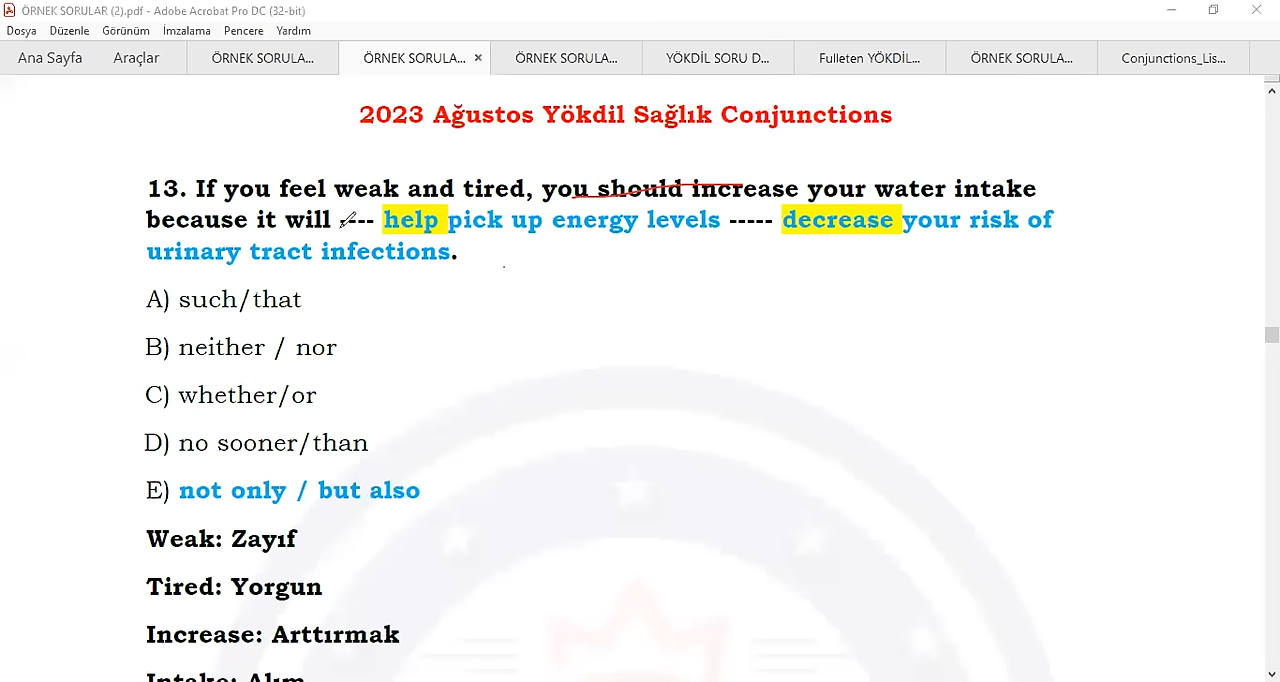 ÖRNEK SORULAR (2).pdf - Adobe Acrobat Pro DC (32-bit)
Dosya Düzenle Görünüm İmzalama Pencere Yardım
Ana Sayfa Araçlar ÖRNEK SORULA... ÖRNEK SORULA... × ÖRNEK SORULA... YÖKDİL SORU D... Fulleten YÖKDİL... ÖRNEK SORULA... Conjunctions_Lis...
2023 Ağustos Yökdil Sağlık Conjunctions
13. If you feel weak and tired, you should increase your water intake
because it will ---- help pick up energy levels ----- decrease your risk of
urinary tract infections.
A) such/that
B) neither / nor
C) whether/or
D) no sooner/than
E) not only / but also
Weak: Zayıf
Tired: Yorgun
Increase: Arttırmak
Intake: Alım